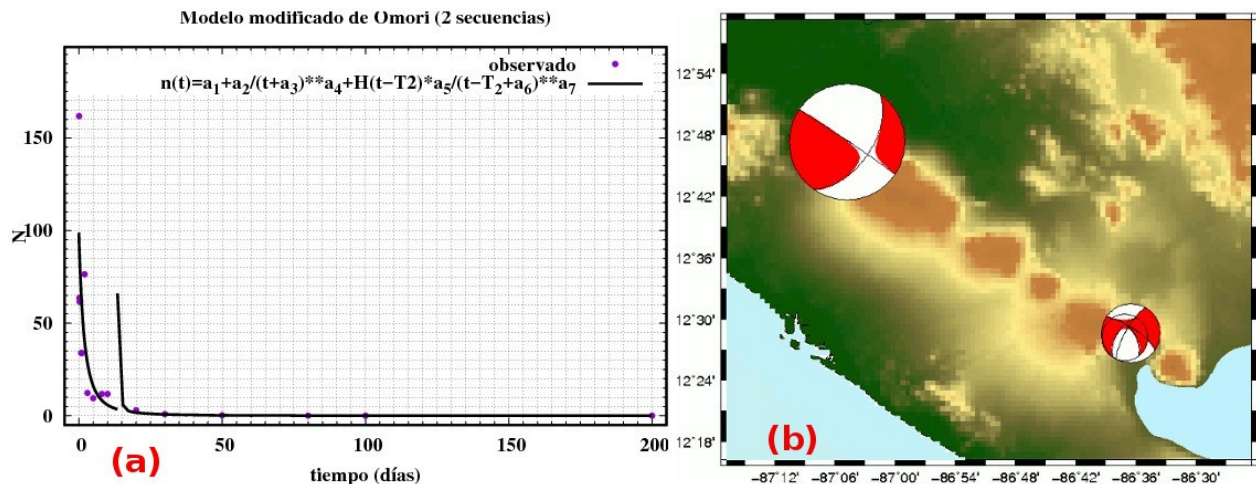 Modelo modificado de Omori (2 secuencias)
observado
n(t)=a1+a2/(t+a3)**a4+H(t−T2)*a5/(t−T2+a6)**a7
150
100
50
0
N
0 50 100 150 200
tiempo (días)
(a)
12°54'
12°48'
12°42'
12°36'
12°30'
12°24'
12°18'
−87°12' −87°06' −87°00' −86°54' −86°48' −86°42' −86°36' −86°30'
(b)